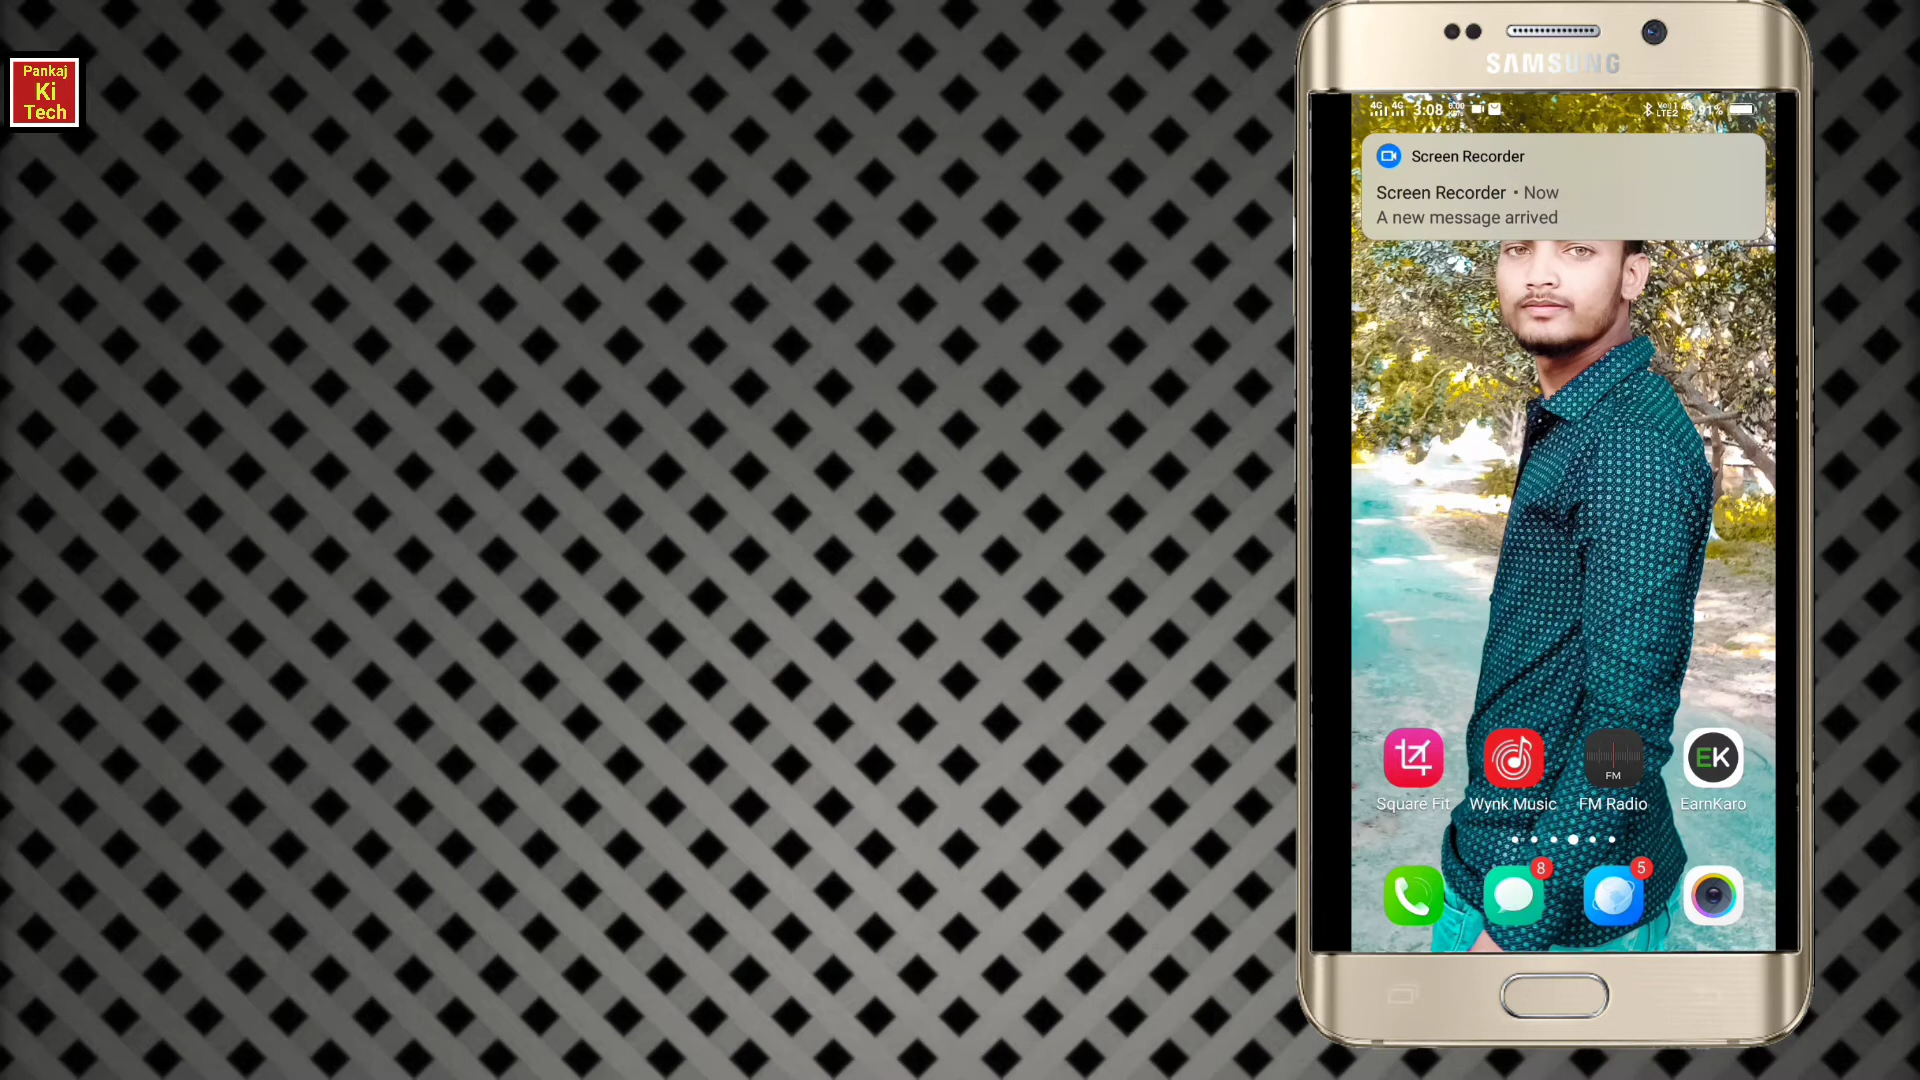 Pankaj
Ki
Tech
SAMSUNG
3:08
91%
Screen Recorder
Screen Recorder • Now
A new message arrived
FM
EK
Square Fit
Wynk Music
FM Radio
EarnKaro
8
5